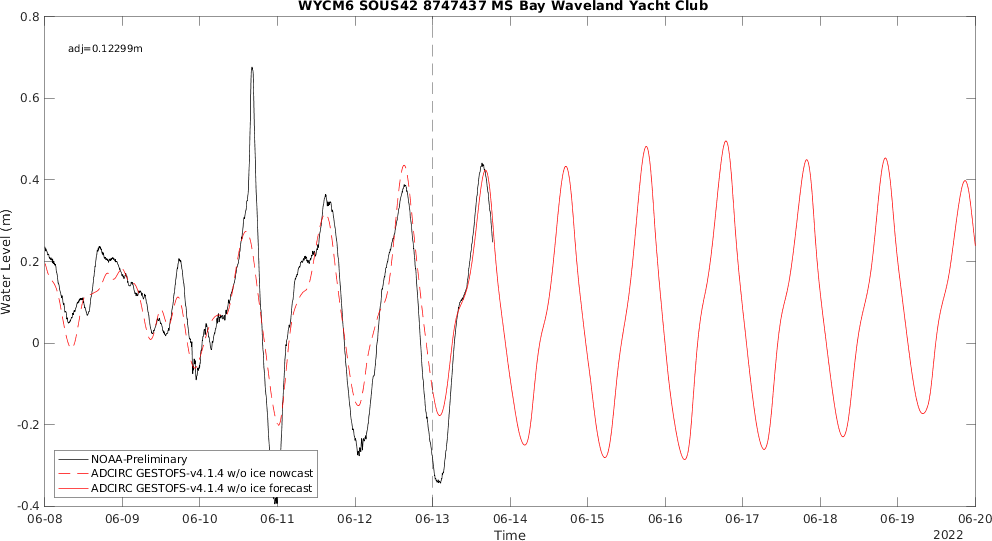 WYCM6 SOUS42 8747437 MS Bay Waveland Yacht Club
0.8
adj=0.12299m
0.6
0.4
0.2
0
-0.2
-0.4
Water Level (m)
NOAA-Preliminary
ADCIRC GESTOFS-v4.1.4 w/o ice nowcast
ADCIRC GESTOFS-v4.1.4 w/o ice forecast
06-08 06-09 06-10 06-11 06-12 06-13 06-14 06-15 06-16 06-17 06-18 06-19 06-20
Time
2022